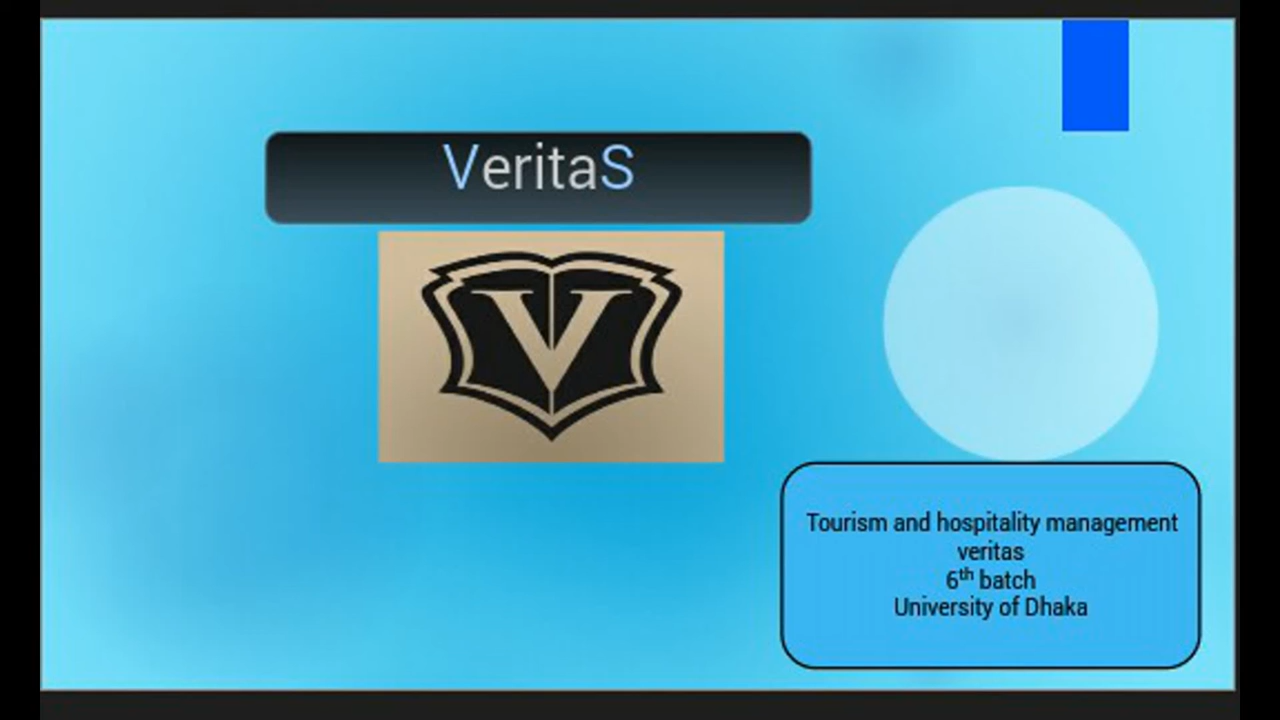 VeritaS
V
Tourism and hospitality management
veritas
6th batch
University of Dhaka